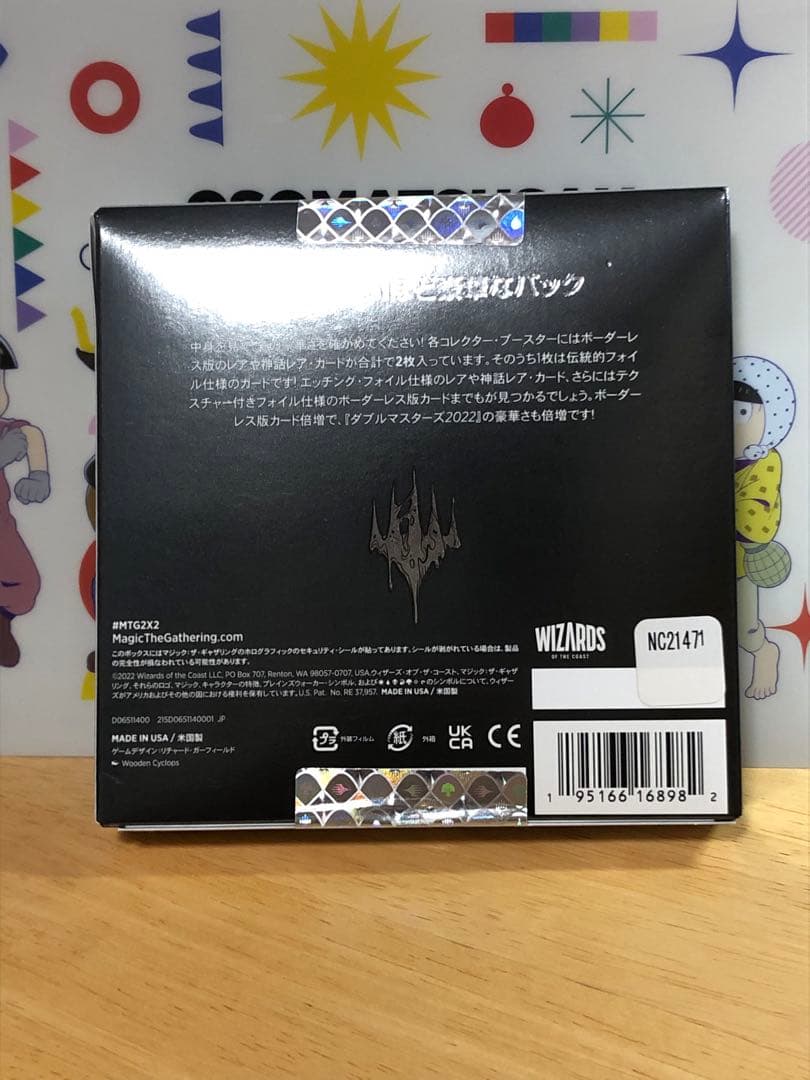 なパック
中身を
確かめてください! 各コレクター・ブースターにはボーダーレ
ス版のレアや神話レア・カードが合計で2枚入っています。そのうち1枚は伝統的フォイ
ル仕様のカードです! エッチング・フォイル仕様のレアや神話レア・カード、さらにはテク
スチャー付きフォイル仕様のボーダーレス版カードまでもが見つかるでしょう。ボーダー
レス版カード倍増で、『ダブルマスターズ2022』の豪華さも倍増です!
#MTG2X2
MagicTheGathering.com
このボックスにはマジック:ザ・ギャザリングのホログラフィックのセキュリティ・シールが貼ってあります。シールが剥がれている場合は、製品
の完全性が損なわれている可能性があります。
©2022 Wizards of the Coast LLC, PO Box 707, Renton, WA 98057-0707, USA.ウィザーズ・オブ・ザ・コースト、マジック:ザ・ギャザ
リング、それらのロゴ、マジック、キャラクターの特徴、プレインズウォーカー・シンボル、および
のシンボルについて、ウィザー
ズがアメリカおよびその他の国における権利を保有しています。U.S. Pat. No. RE 37,957. MADE IN USA / 米国製
D06511400 215D0651140001 JP
MADE IN USA / 米国製
ゲームデザイン:リチャード・ガーフィールド
Wooden Cyclops
プラ 外装フィルム
紙 外箱
UK
CA
CE
WIZARDS
OF THE COAST
NC21471
1 95166 16898 2